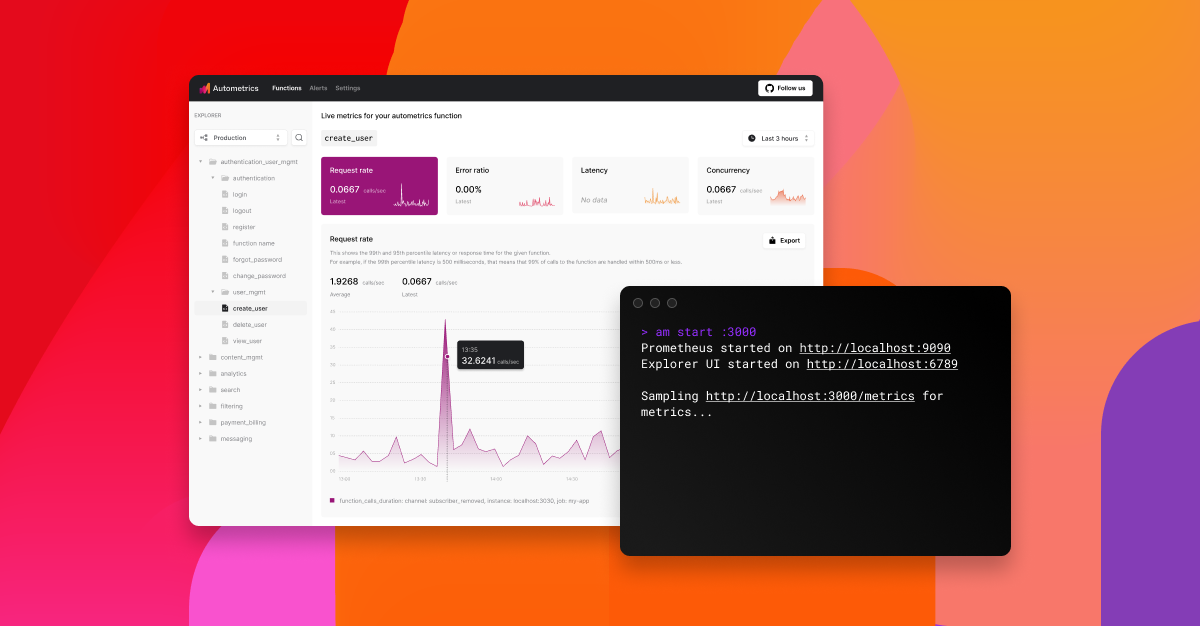 Autometrics
Functions Alerts Settings
Follow us
EXPLORER
Production
authentication_user_mgmt
authentication
login
logout
register
function name
forgot_password
change_password
user_mgmt
create_user
delete_user
view_user
content_mgmt
analytics
search
filtering
payment_billing
messaging
Live metrics for your autometrics function
create_user
Last 3 hours
Request rate
0.0667 calls/sec
Latest
Error ratio
0.00%
Latest
Latency
No data
Concurrency
0.0667 calls/sec
Latest
Request rate
Export
This shows the 99th and 95th percentile latency or response time for the given function.
For example, if the 99th percentile latency is 500 milliseconds, that means 99% of calls to the function are handled within 500ms or less.
1.9268 calls/sec
Average
0.0667 calls/sec
Latest
40
35
30
25
20
15
10
05
00
13:35
32.6241 calls/sec
13:00 13:30 14:00 14:30
function_calls_duration: channel: subscriber_removed, instance: localhost:3030, job: my-app
> am start :3000
Prometheus started on http://localhost:9090
Explorer UI started on http://localhost:6789
Sampling http://localhost:3000/metrics for
metrics...